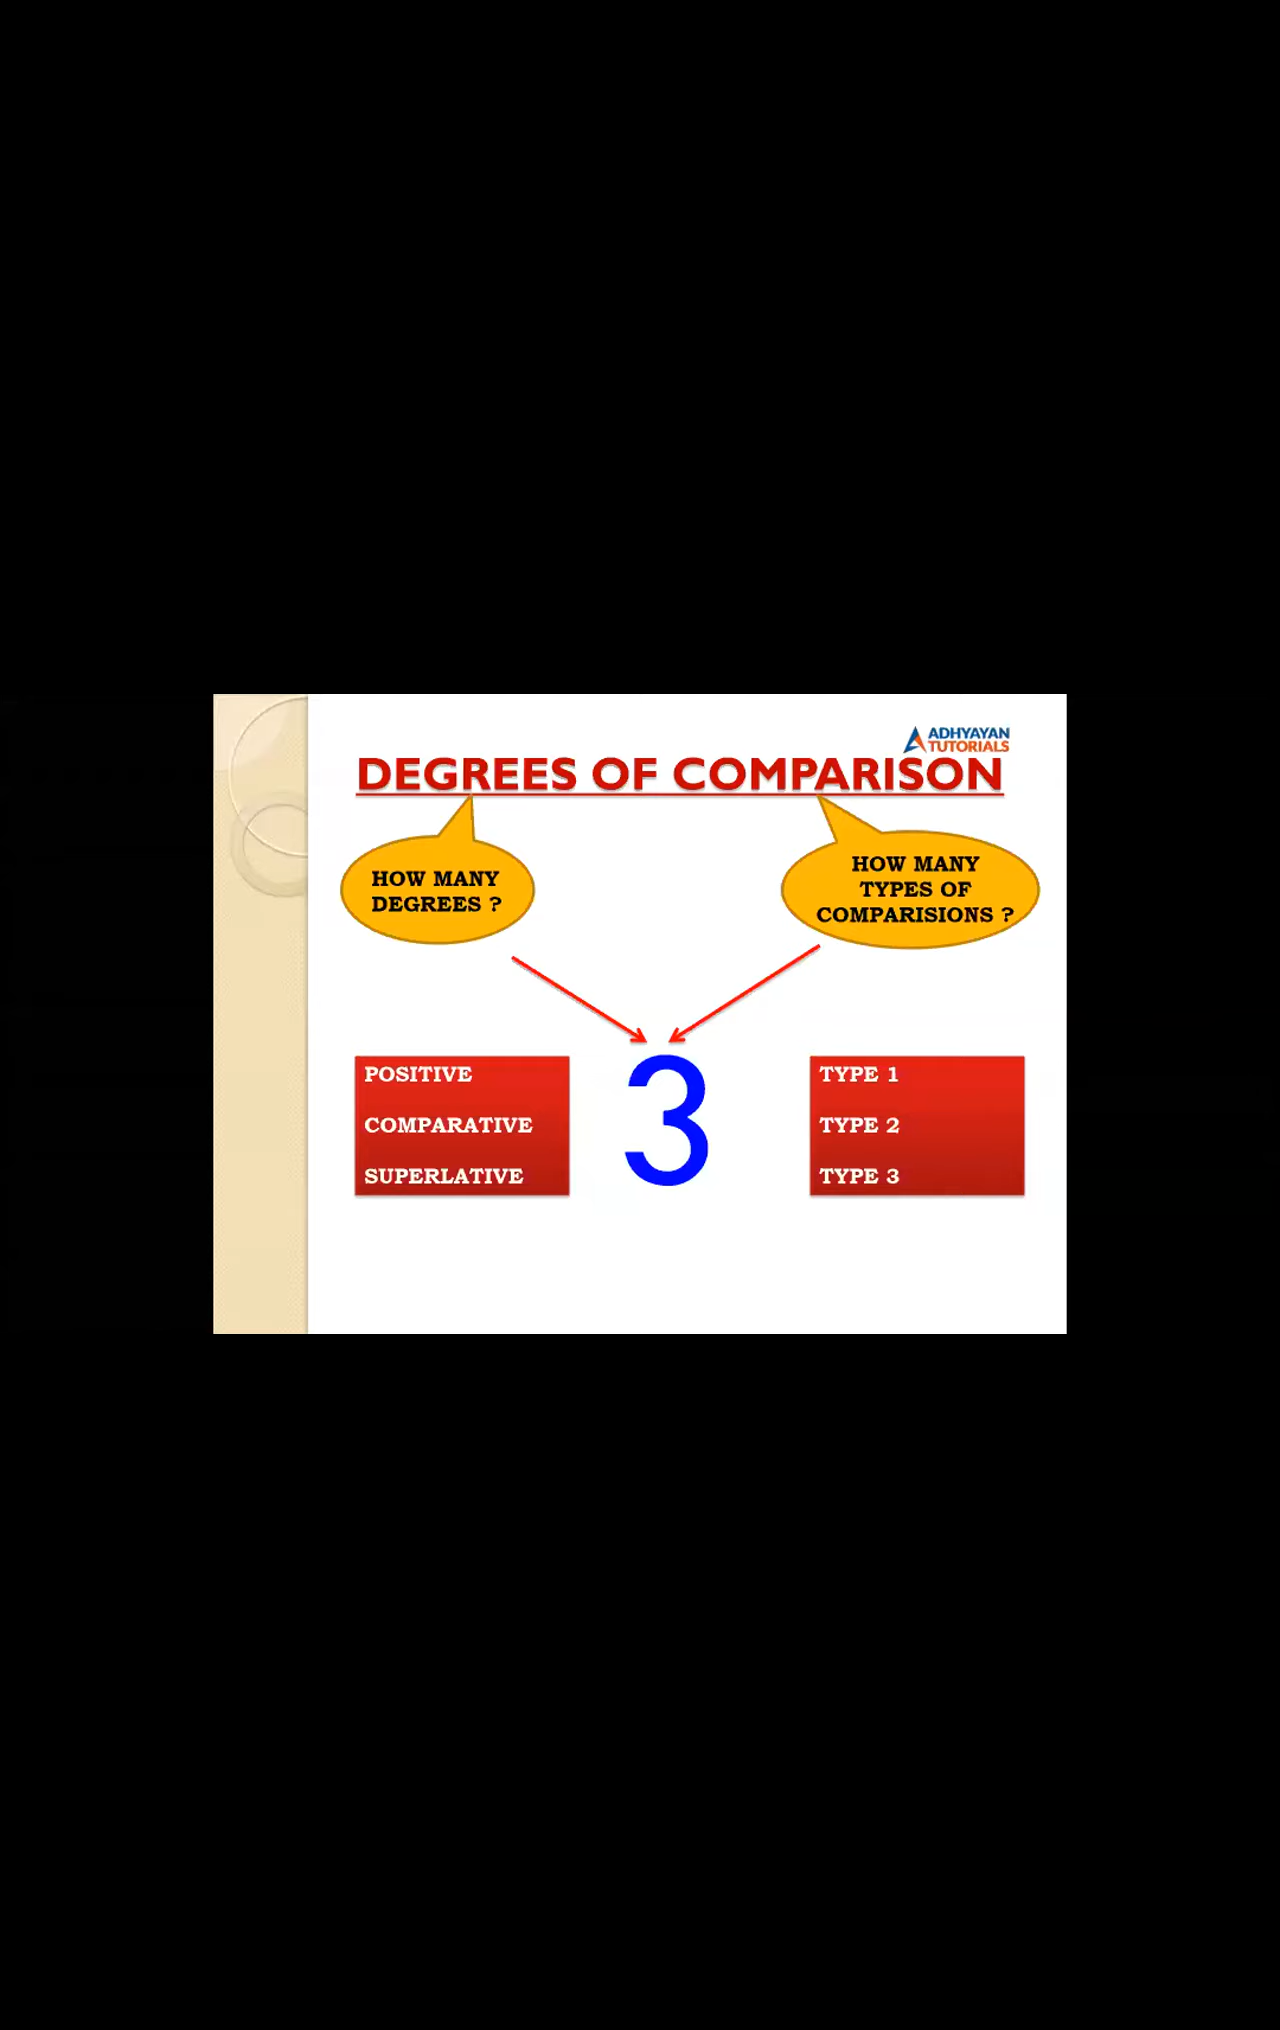 ADHYAYAN
TUTORIALS
DEGREES OF COMPARISON
HOW MANY
DEGREES ?
HOW MANY
TYPES OF
COMPARISIONS ?
3
POSITIVE
COMPARATIVE
SUPERLATIVE
TYPE 1
TYPE 2
TYPE 3